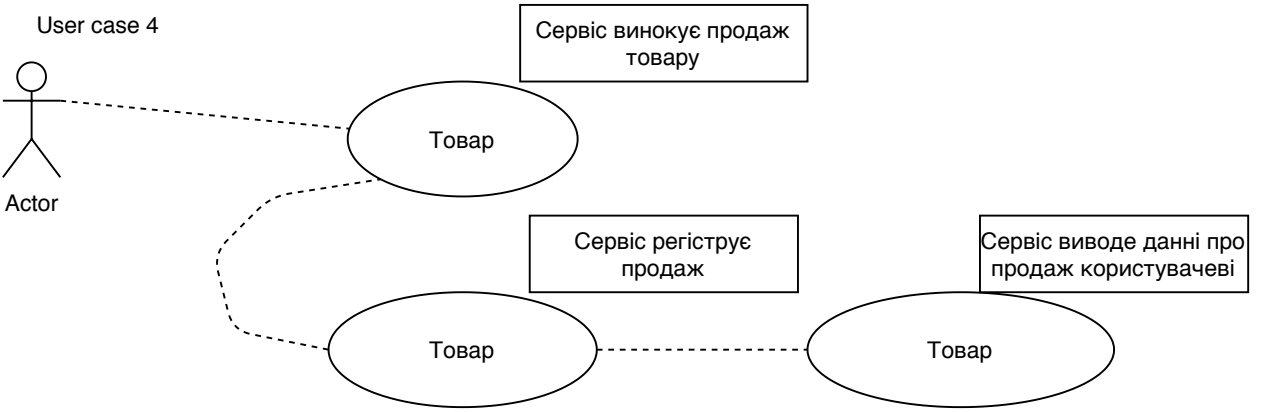 User case 4
Сервіс винокує продаж
товару
Товар
Actor
Сервіс регіструє
продаж
Сервіс виводе данні про
продаж користувачеві
Товар
Товар